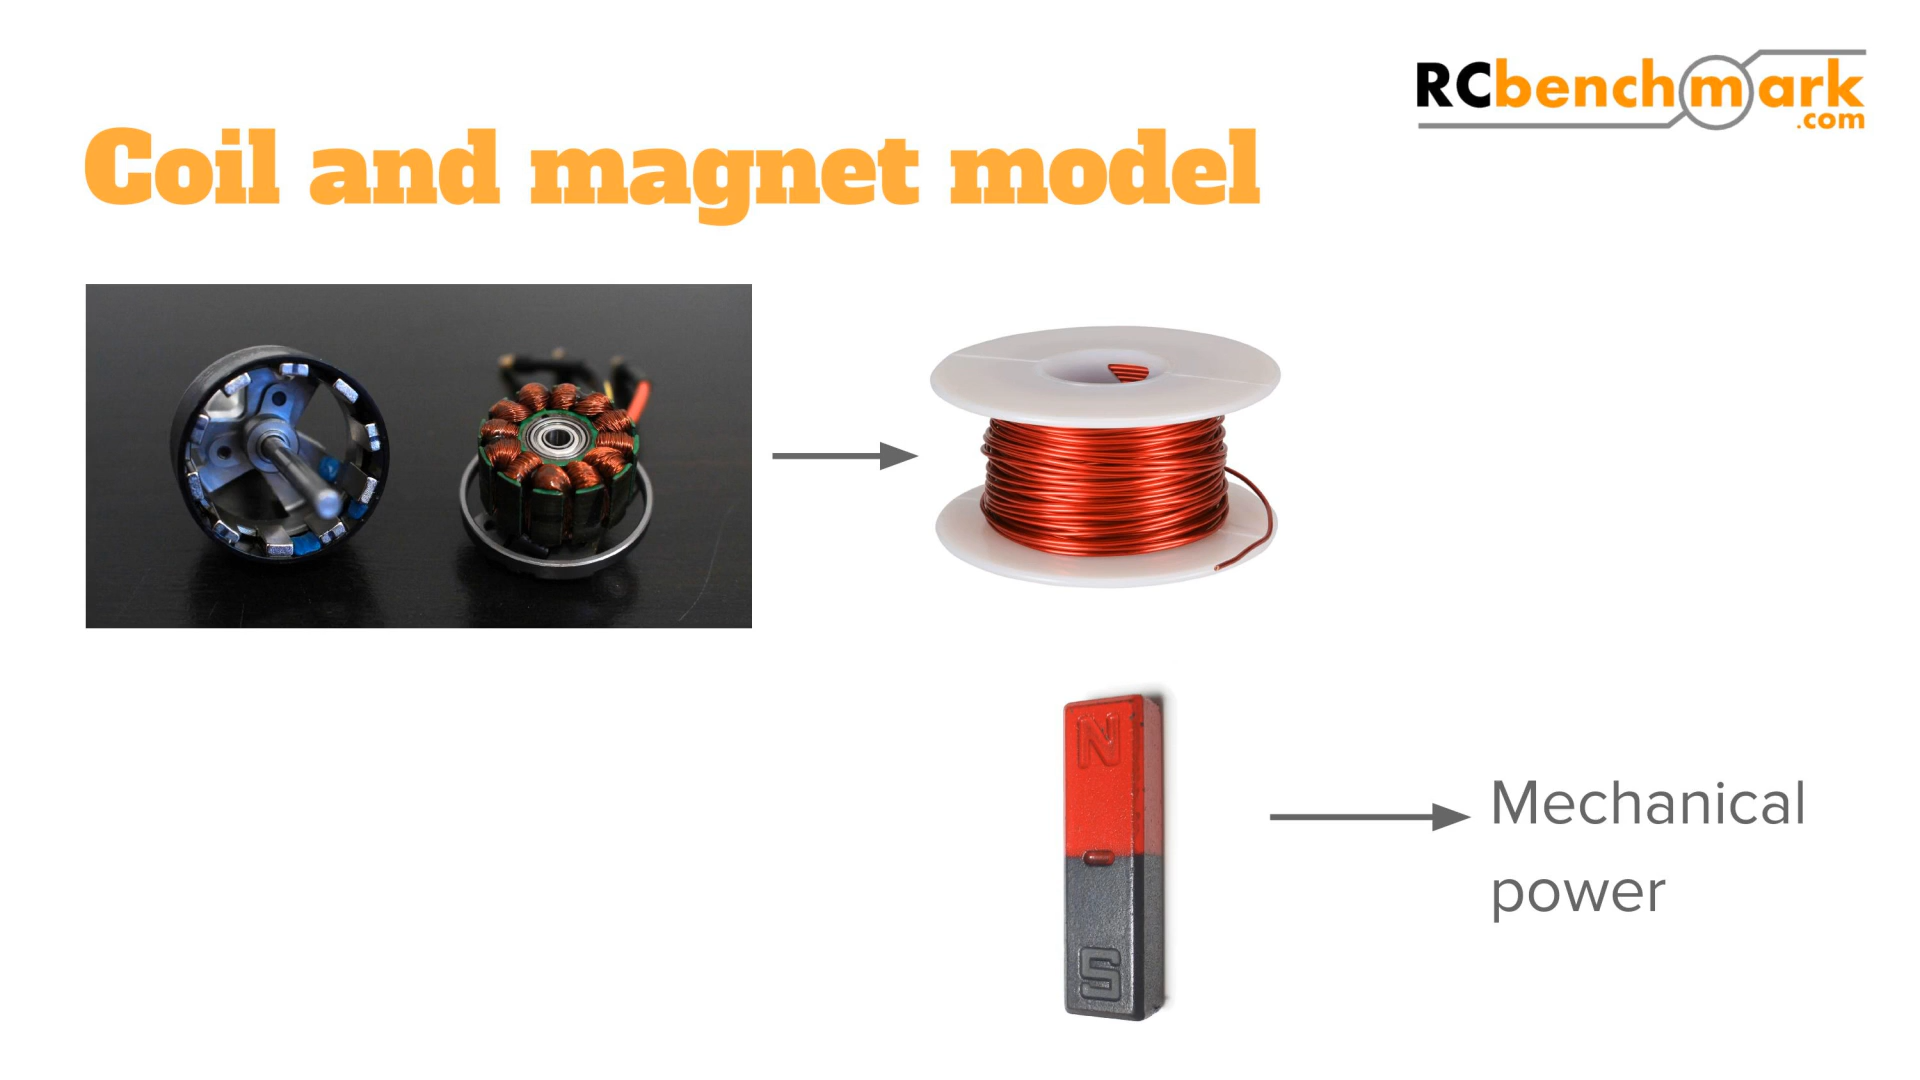 RCbenchmark
.com
Coil and magnet model
N
S
Mechanical
power